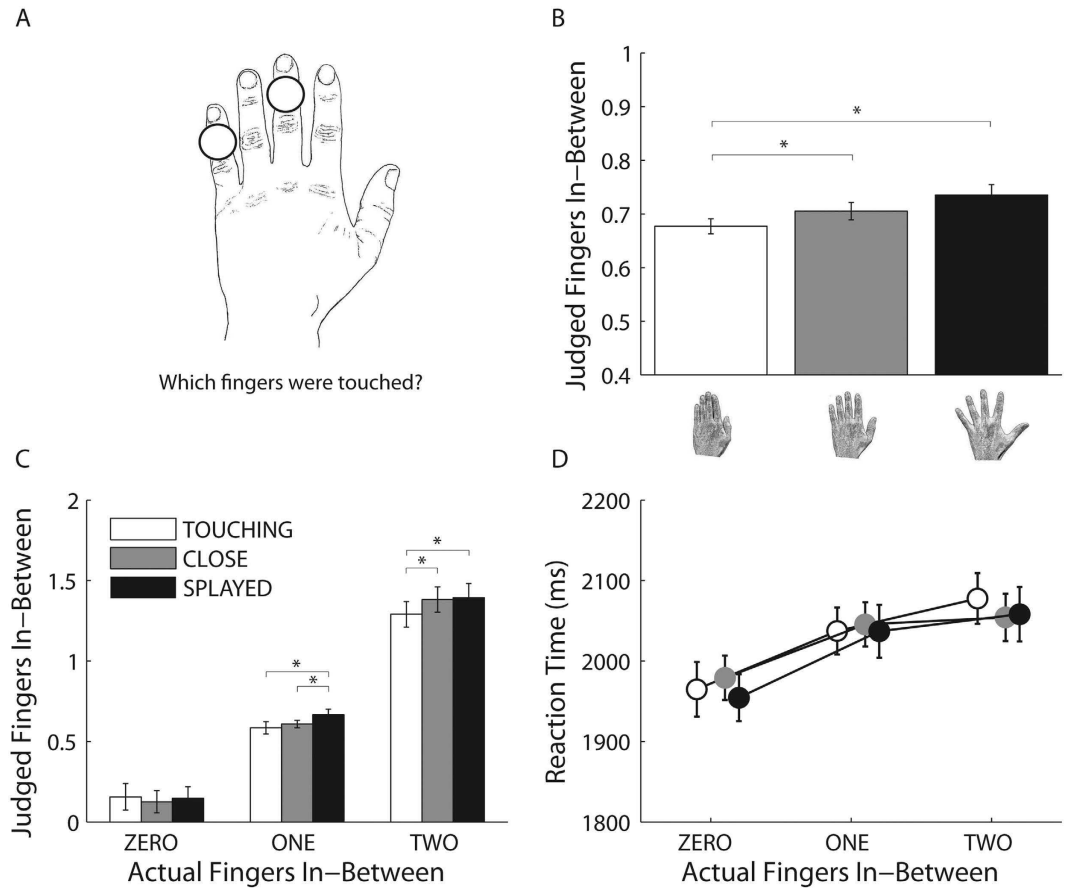 A
Which fingers were touched?
B
Judged Fingers In−Between
1
0.9
0.8
0.7
0.6
0.5
0.4
*
*
C
Judged Fingers In−Between
2
1.5
1
0.5
0
TOUCHING
CLOSE
SPLAYED
*
*
*
*
ZERO ONE TWO
Actual Fingers In−Between
D
Reaction Time (ms)
2200
2100
2000
1900
1800
ZERO ONE TWO
Actual Fingers In−Between